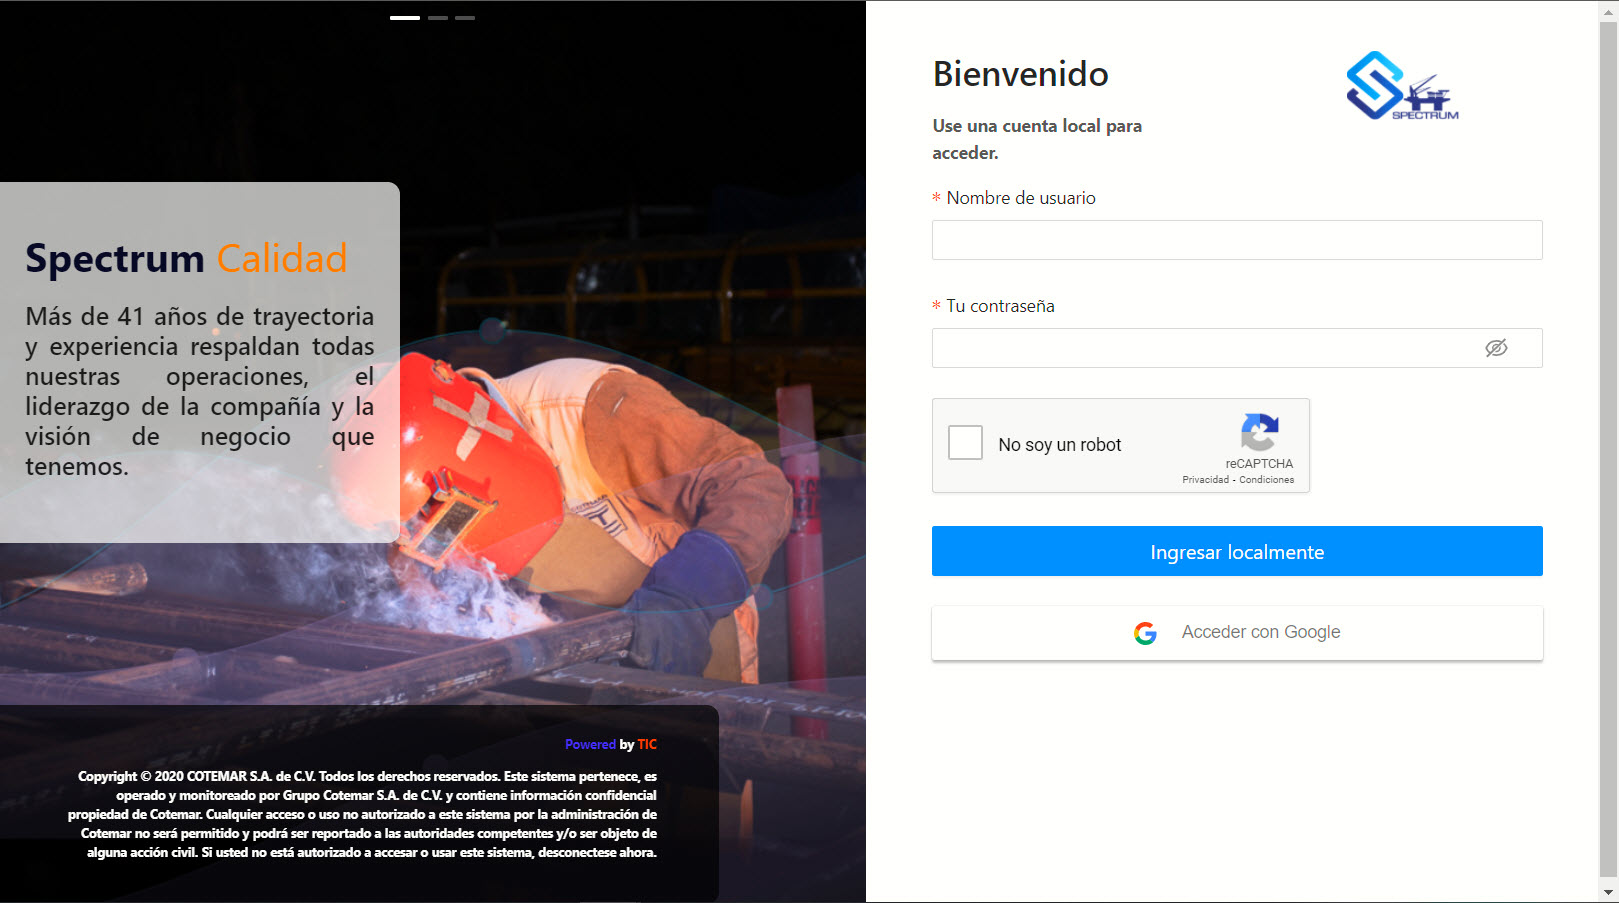 Spectrum Calidad
Más de 41 años de trayectoria
y experiencia respaldan todas
nuestras operaciones, el
liderazgo de la compañía y la
visión de negocio que
tenemos.
Powered by TIC
Copyright © 2020 COTEMAR S.A. de C.V. Todos los derechos reservados. Este sistema pertenece, es
operado y monitoreado por Grupo Cotemar S.A. de C.V. y contiene información confidencial
propiedad de Cotemar. Cualquier acceso o uso no autorizado a este sistema por la administración de
Cotemar no será permitido y podrá ser reportado a las autoridades competentes y/o ser objeto de
alguna acción civil. Si usted no está autorizado a accesar o usar este sistema, desconectese ahora.
Bienvenido
SPECTRUM
Use una cuenta local para
acceder.
* Nombre de usuario
* Tu contraseña
No soy un robot
reCAPTCHA
Privacidad - Condiciones
Ingresar localmente
Acceder con Google